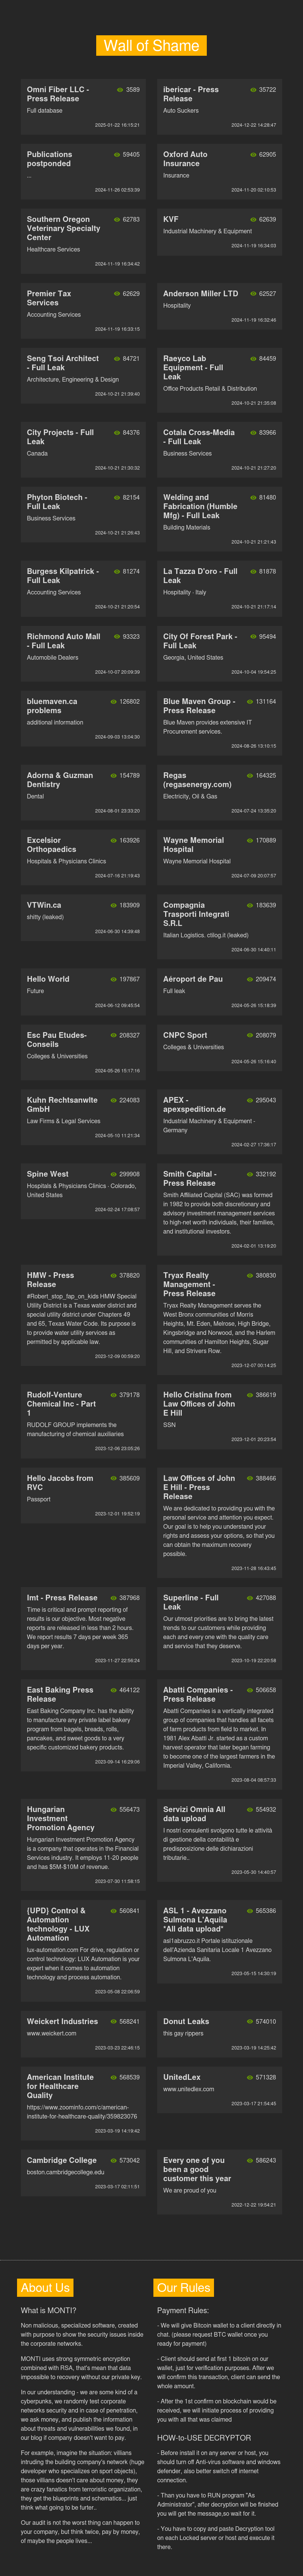 Wall of Shame
Omni Fiber LLC -
Press Release
3589
Full database
2025-01-22 16:15:21
ibericar - Press
Release
35722
Auto Suckers
2024-12-22 14:28:47
Publications
postponded
59405
...
2024-11-26 02:53:39
Oxford Auto
Insurance
62905
Insurance
2024-11-20 02:10:53
Southern Oregon
Veterinary Specialty
Center
62783
Healthcare Services
2024-11-19 16:34:42
KVF
62639
Industrial Machinery & Equipment
2024-11-19 16:34:03
Premier Tax
Services
62629
Accounting Services
2024-11-19 16:33:15
Anderson Miller LTD
62527
Hospitality
2024-11-19 16:32:46
Seng Tsoi Architect
- Full Leak
84721
Architecture, Engineering & Design
2024-10-21 21:39:40
Raeyco Lab
Equipment - Full
Leak
84459
Office Products Retail & Distribution
2024-10-21 21:35:08
City Projects - Full
Leak
84376
Canada
2024-10-21 21:30:32
Cotala Cross-Media
- Full Leak
83966
Business Services
2024-10-21 21:27:20
Phyton Biotech -
Full Leak
82154
Business Services
2024-10-21 21:26:43
Welding and
Fabrication (Humble
Mfg) - Full Leak
81480
Building Materials
2024-10-21 21:21:43
Burgess Kilpatrick -
Full Leak
81274
Accounting Services
2024-10-21 21:20:54
La Tazza D'oro - Full
Leak
81878
Hospitality · Italy
2024-10-21 21:17:14
Richmond Auto Mall
- Full Leak
93323
Automobile Dealers
2024-10-07 20:09:39
City Of Forest Park -
Full Leak
95494
Georgia, United States
2024-10-04 19:54:25
bluemaven.ca
problems
126802
additional information
2024-09-03 13:04:30
Blue Maven Group -
Press Release
131164
Blue Maven provides extensive IT
Procurement services.
2024-08-26 15:10:15
Adorna & Guzman
Dentistry
154789
Denial
2024-08-01 23:33:20
Regas
(regasenergy.com)
164325
Electricity, Oil & Gas
2024-07-24 13:35:20
Excelsior
Orthopaedics
163926
Hospitals & Physicians Clinics
2024-07-16 21:19:43
Wayne Memorial
Hospital
170889
Wayne Memorial Hospital
2024-07-09 20:07:57
VTWin.ca
183909
shitty (leaked)
2024-06-30 14:39:48
Compagnia
Trasporti Integrati
S.R.L
183639
Italian Logistics. ctilog.it (leaked)
2024-06-30 14:40:11
Hello World
197867
Future
2024-06-12 09:45:54
Aéroport de Pau
209474
Full leak
2024-05-26 15:18:39
Esc Pau Etudes-
Conseils
208327
Colleges & Universities
2024-05-26 15:17:16
CNPC Sport
208079
Colleges & Universities
2024-05-26 15:16:40
Kuhn Rechtsanwlte
GmbH
224083
Law Firms & Legal Services
2024-05-10 11:21:34
APEX -
apexspedition.de
295043
Industrial Machinery & Equipment ·
Germany
2024-02-27 17:36:17
Spine West
299908
Hospitals & Physicians Clinics · Colorado,
United States
2024-02-24 17:08:57
Smith Capital -
Press Release
332192
Smith Affiliated Capital (SAC) was formed
in 1982 to provide both discretionary and
advisory investment management services
to high-net worth individuals, their families,
and institutional investors.
2024-02-01 13:19:20
HMW - Press
Release
378820
#Robert_stop_fap_on_kids HMW Special
Utility District is a Texas water district and
special utility district under Chapters 49
and 65, Texas Water Code. Its purpose is
to provide water utility services as
permitted by applicable law.
2023-12-09 00:59:20
Tryax Realty
Management -
Press Release
380830
Tryax Realty Management serves the
West Bronx communities of Morris
Heights, Mt. Eden, Melrose, High Bridge,
Kingsbridge and Norwood, and the Harlem
communities of Hamilton Heights, Sugar
Hill, and Strivers Row.
2023-12-07 00:14:25
Rudolf-Venture
Chemical Inc - Part
1
379178
RUDOLF GROUP implements the
manufacturing of chemical auxiliaries
2023-12-06 23:05:26
Hello Cristina from
Law Offices of John
E Hill
386619
SSN
2023-12-01 20:23:54
Hello Jacobs from
RVC
385609
Passport
2023-12-01 19:52:19
Law Offices of John
E Hill - Press
Release
388466
We are dedicated to providing you with the
personal service and attention you expect.
Our goal is to help you understand your
rights and assess your options, so that you
can obtain the maximum recovery
possible.
2023-11-28 16:43:45
Imt - Press Release
387968
Time is critical and prompt reporting of
results is our objective. Most negative
reports are released in less than 2 hours.
We report results 7 days per week 365
days per year.
2023-11-27 22:56:24
Superline - Full
Leak
427088
Our utmost priorities are to bring the latest
trends to our customers while providing
each and every one with the quality care
and service that they deserve.
2023-10-19 22:20:58
East Baking Press
Release
464122
East Baking Company Inc. has the ability
to manufacture any private label bakery
program from bagels, breads, rolls,
pancakes, and sweet goods to a very
specific customized bakery products.
2023-09-14 16:29:06
Abatti Companies -
Press Release
506658
Abatti Companies is a vertically integrated
group of companies that handles all facets
of farm products from field to market. In
1981 Alex Abatti Jr. started as a custom
harvest operator that later began farming
to become one of the largest farmers in the
Imperial Valley, California.
2023-08-04 09:57:33
Hungarian
Investment
Promotion Agency
556473
Hungarian Investment Promotion Agency
is a company that operates in the Financial
Services industry. It employs 11-20 people
and has $5M-$10M of revenue.
2023-07-30 11:58:15
Servizi Omnia All
data upload
554932
I nostri consulenti svolgono tutte le attività
di gestione della contabilità e
predisposizione delle dichiarazioni
tributarie..
2023-05-30 14:40:57
{UPD} Control &
Automation
technology - LUX
Automation
560841
lux-automation.com For drive, regulation or
control technology: LUX Automation is your
expert when it comes to automation
technology and process automation.
2023-05-08 22:06:59
ASL 1 - Avezzano
Sulmona L'Aquila
*All data upload*
565386
asl1abruzzo.it Portale istituzionale
dell'Azienda Sanitaria Locale 1 Avezzano
Sulmona L'Aquila.
2023-05-15 14:20:19
Weickert Industries
568241
www.weickert.com
2023-03-23 22:46:15
Donut Leaks
574010
this gay rippers
2023-03-19 14:25:42
American Institute
for Healthcare
Quality
568539
https://www.zoominfo.com/c/american-
institute-for-healthcare-quality/359823076
2023-03-19 14:19:42
UnitedLex
571328
www.unitedlex.com
2023-03-17 21:54:45
Cambridge College
573042
boston.cambridgecollege.edu
2023-03-17 02:11:51
Every one of you
been a good
customer this year
586243
We are proud of you
2022-12-22 19:54:21
About Us
What is MONTI?
Non malicious, specialized software, created
with purpose to show the security issues inside
the corporate networks.
MONTI uses strong symmetric encryption
combined with RSA, that's mean that data
impossible to recovery without our private key.
In our understanding - we are some kind of a
cyberpunks, we randomly test corporate
networks security and in case of penetration,
we ask money, and publish the information
about threats and vulnerabilities we found, in
our blog if company doesn't want to pay.
For example, imagine the situation: villians
intruding the building company's network (huge
developer who specializes on sport objects),
those villians doesn't care about money, they
are crazy fanatics from terroristic organization,
they get the blueprints and schematics... just
think what going to be furter..
Our audit is not the worst thing can happen to
your company, but think twice, pay by money,
of maybe the people lives...
Our Rules
Payment Rules:
- We will give Bitcoin wallet to a client directly in
chat. (please request BTC wallet once you
ready for payment)
- Client should send at first 1 bitcoin on our
wallet, just for verification purposes. After we
will confirm this transaction, client can send the
whole amount.
- After the 1st confirm on blockchain would be
received, we will initiate process of providing
you with all that was claimed
HOW-to-USE DECRYPTOR
- Before install it on any server or host, you
should turn off Anti-virus software and windows
defender, also better switch off internet
connection.
- Than you have to RUN program "As
Administrator", after decryption will be finished
you will get the message,so wait for it.
- You have to copy and paste Decryption tool
on each Locked server or host and execute it
there.